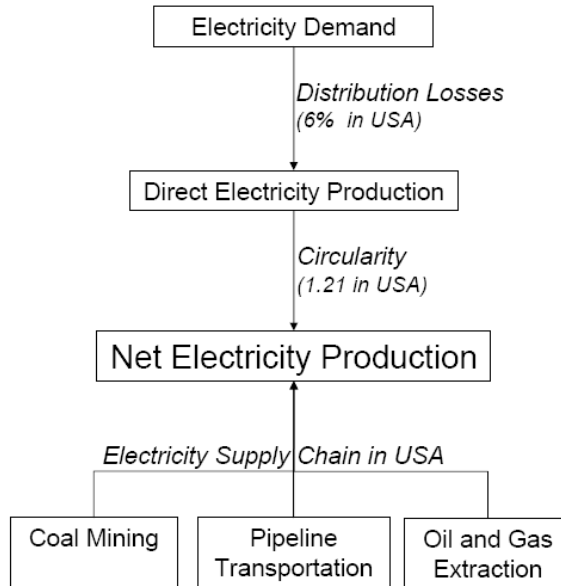 Electricity Demand
Distribution Losses
(6% in USA)
Direct Electricity Production
Circularity
(1.21 in USA)
Net Electricity Production
Electricity Supply Chain in USA
Coal Mining
Pipeline
Transportation
Oil and Gas
Extraction